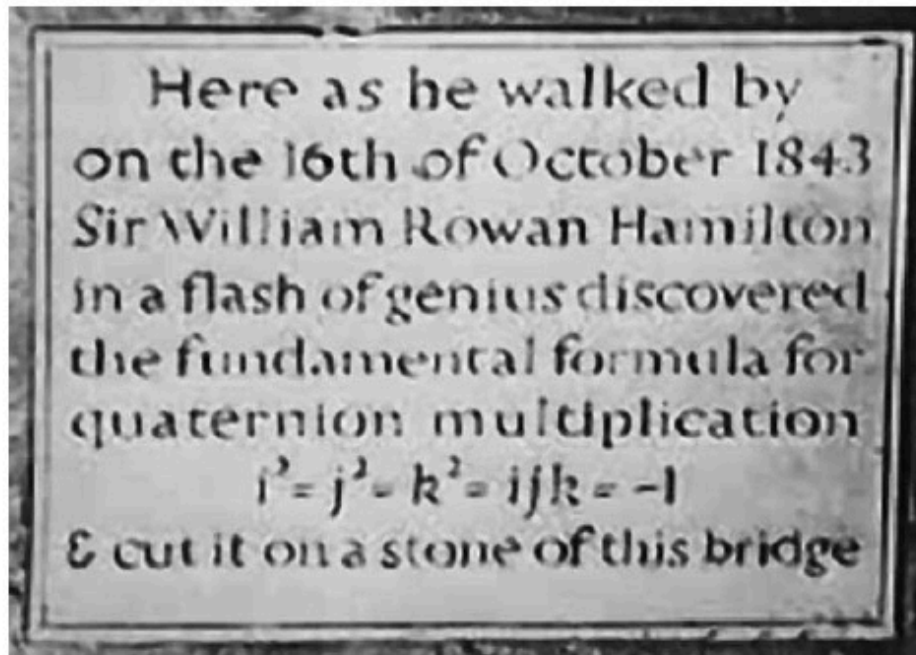 Here as he walked by
on the 16th of October 1843
Sir William Rowan Hamilton
in a flash of genius discovered
the fundamental formula for
quaternion multiplication
i² = j² = k² = ijk = -1
& cut it on a stone of this bridge